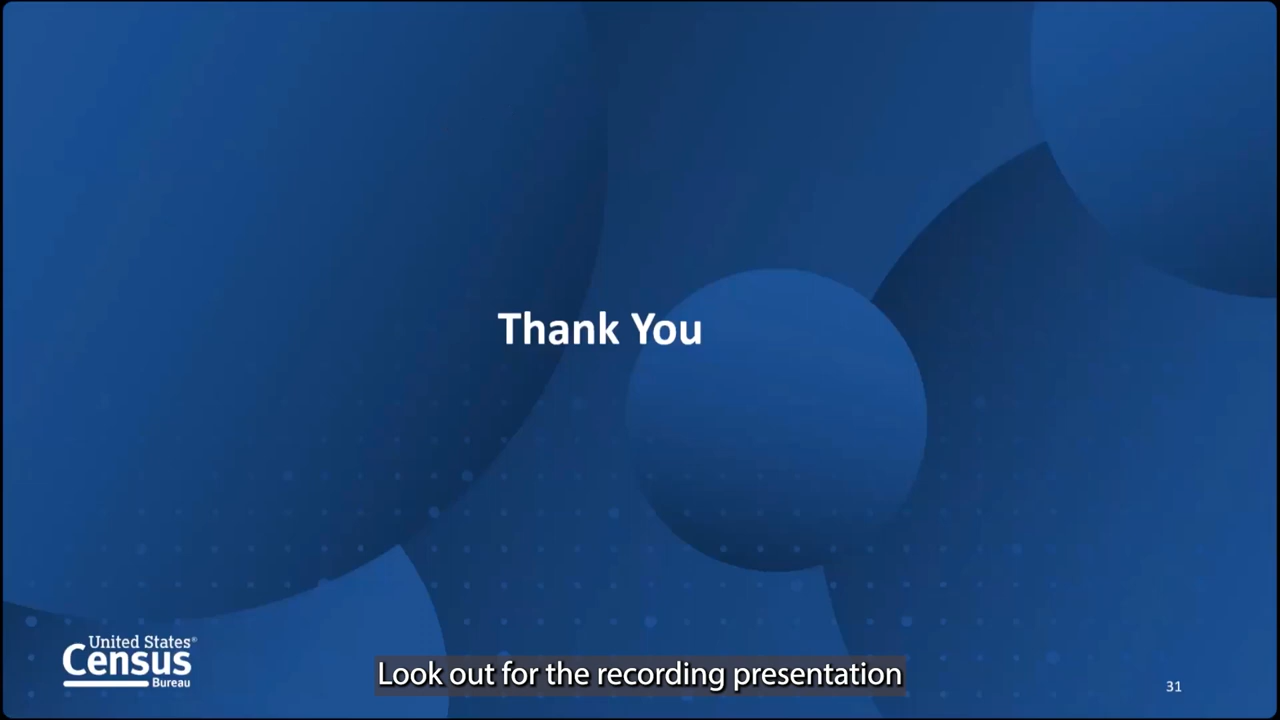 Thank You
United States®
Census
Bureau
Look out for the recording presentation
31